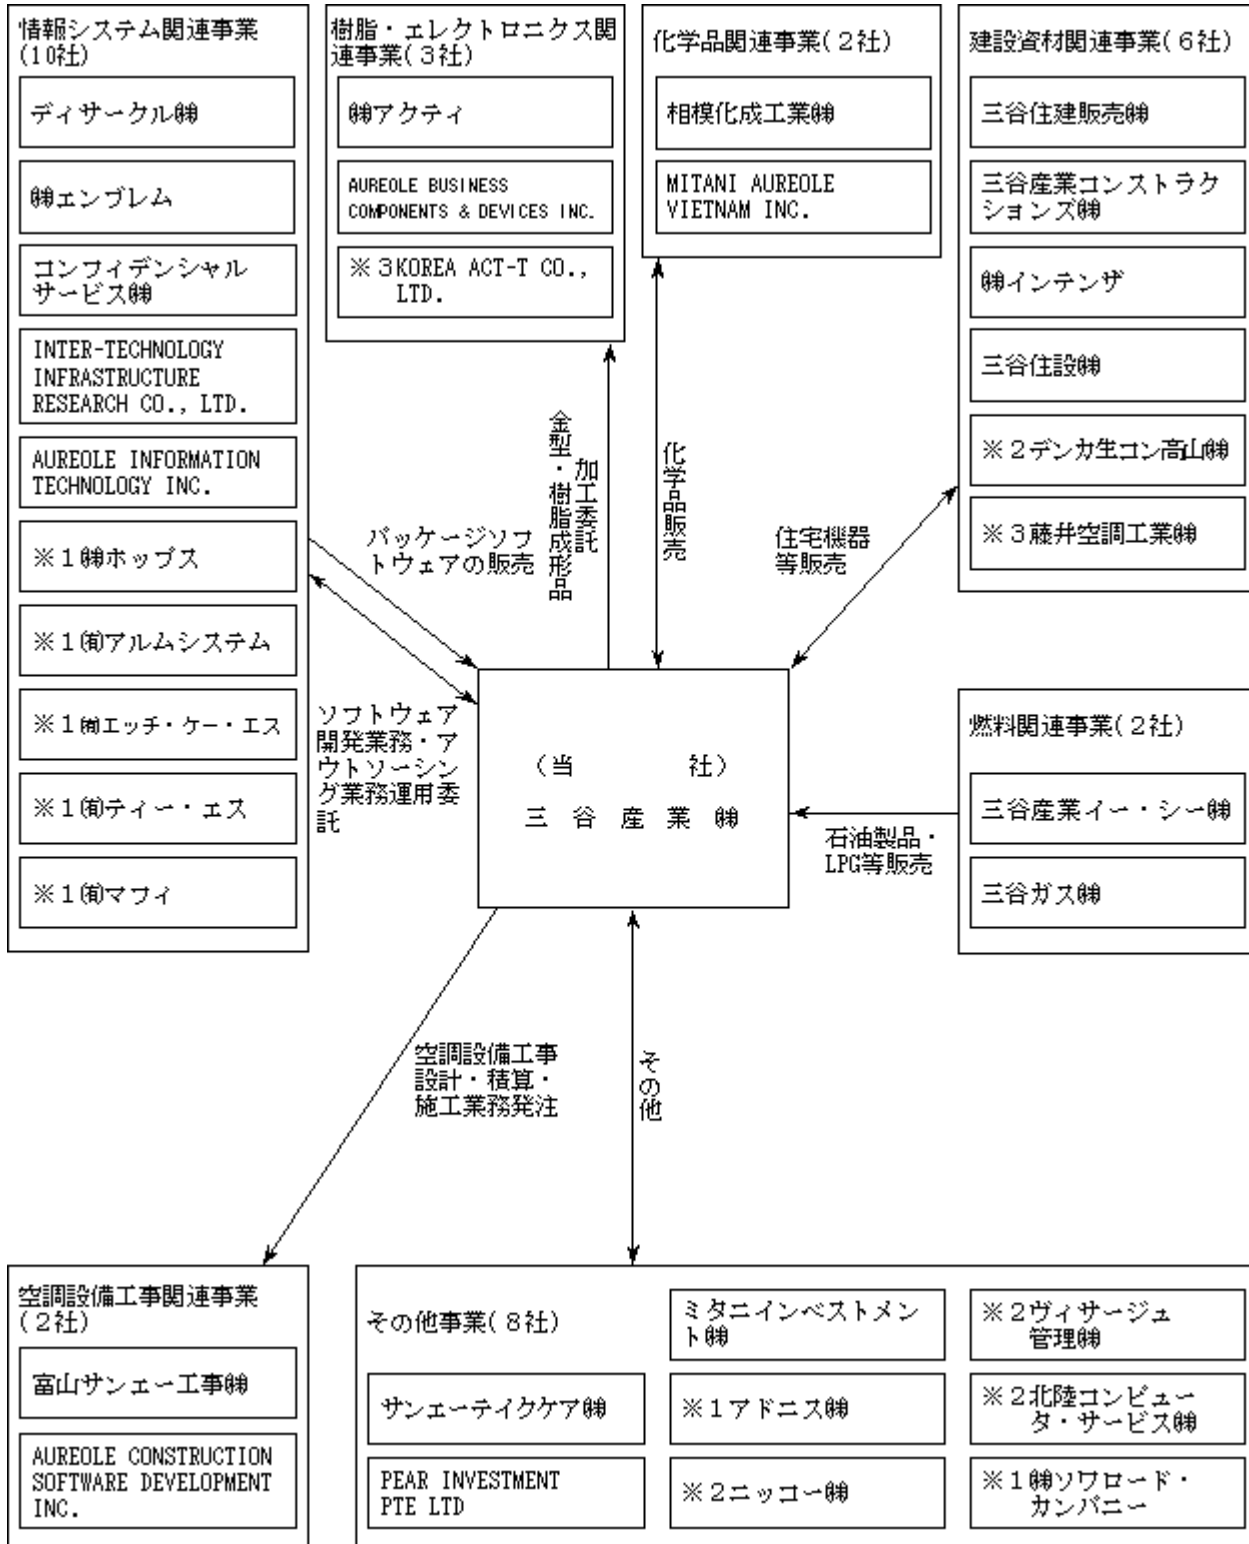 情報システム関連事業
(10社)
ディサークル㈱
㈱エンブレム
コンフィデンシャル
サービス㈱
INTER-TECHNOLOGY
INFRASTRUCTURE
RESEARCH CO., LTD.
AUREOLE INFORMATION
TECHNOLOGY INC.
※1㈱ホップス
※1㈲アルムシステム
※1㈲エッチ・ケー・エス
※1㈲ティー・エス
※1㈲マフィ
樹脂・エレクトロニクス関
連事業(3社)
㈱アクティ
AUREOLE BUSINESS
COMPONENTS & DEVICES INC.
※3KOREA ACT-T CO.,
LTD.
化学品関連事業(2社)
相模化成工業㈱
MITANI AUREOLE
VIETNAM INC.
建設資材関連事業(6社)
三谷住建販売㈱
三谷産業コンストラク
ションズ㈱
㈱インテンザ
三谷住設㈱
※2デンカ生コン高山㈱
※3藤井空調工業㈱
パッケージソフ
トウェアの販売
金型・樹脂成形品
加工委託
化学品販売
住宅機器
等販売
ソフトウェア
開発業務・ア
ウトソーシン
グ業務運用委
託
(当　　　社)
三谷産業㈱
燃料関連事業(2社)
三谷産業イー・シー㈱
三谷ガス㈱
石油製品・
LPG等販売
空調設備工事
設計・積算・
施工業務発注
その他
空調設備工事関連事業
(2社)
富山サンエー工事㈱
AUREOLE CONSTRUCTION
SOFTWARE DEVELOPMENT
INC.
その他事業(8社)
サンエーテイクケア㈱
PEAR INVESTMENT
PTE LTD
ミタニインベストメン
ト㈱
※1アドニス㈱
※2ニッコー㈱
※2ヴィサージュ
管理㈱
※2北陸コンピュー
タ・サービス㈱
※1㈱ソワロード・
カンパニー